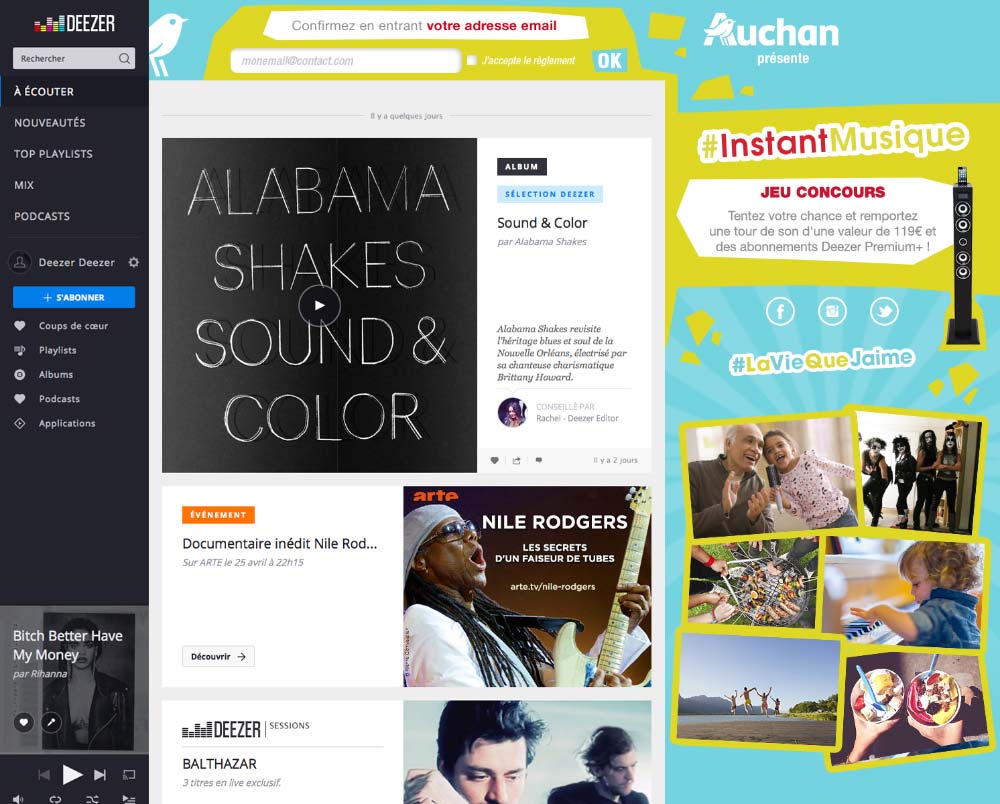 DEEZER
Rechercher
À ÉCOUTER
NOUVEAUTÉS
TOP PLAYLISTS
MIX
PODCASTS
Deezer Deezer
+ S'ABONNER
Coups de cœur
Playlists
Albums
Podcasts
Applications
Bitch Better Have
My Money
par Rihanna
Confirmez en entrant votre adresse email
monemail@contact.com
J'accepte le règlement
OK
Il y a quelques jours
ALABAMA
SHAKES
SOUND &
COLOR
ALBUM
SÉLECTION DEEZER
Sound & Color
par Alabama Shakes
Alabama Shakes revisite
l'héritage blues et soul de la
Nouvelle Orléans, électrisé par
sa chanteuse charismatique
Brittany Howard.
CONSEILLÉ PAR
Rachel - Deezer Editor
Il y a 2 jours
ÉVÉNEMENT
Documentaire inédit Nile Rod...
Sur ARTE le 25 avril à 22h15
Découvrir →
arte
NILE RODGERS
LES SECRETS
D'UN FAISEUR DE TUBES
arte.tv/nile-rodgers
DEEZER | SESSIONS
BALTHAZAR
3 titres en live exclusif.
Auchan
présente
#InstantMusique
JEU CONCOURS
Tentez votre chance et remportez
une tour de son d'une valeur de 119€ et
des abonnements Deezer Premium+ !
#LaVieQueJaime